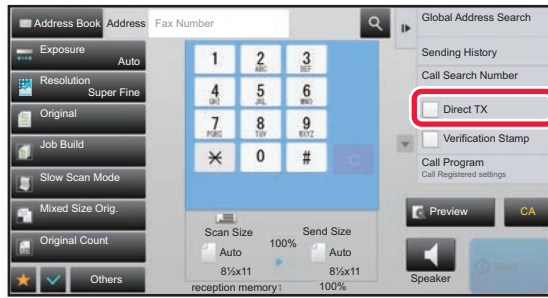 Address Book Address Fax Number
Global Address Search
Exposure
Auto
Sending History
Resolution
Super Fine
Call Search Number
Original
Direct TX
Job Build
Verification Stamp
Slow Scan Mode
Call Program
Call Registered settings
Mixed Size Orig.
Original Count
Others
1 2 3
ABC DEF
4 5 6
GHI JKL MNO
7 8 9
PQRS TUV WXYZ
0 #
C
Scan Size
100%
Send Size
Auto
Auto
8½x11
8½x11
reception memory: 100%
Preview
CA
Speaker
Start